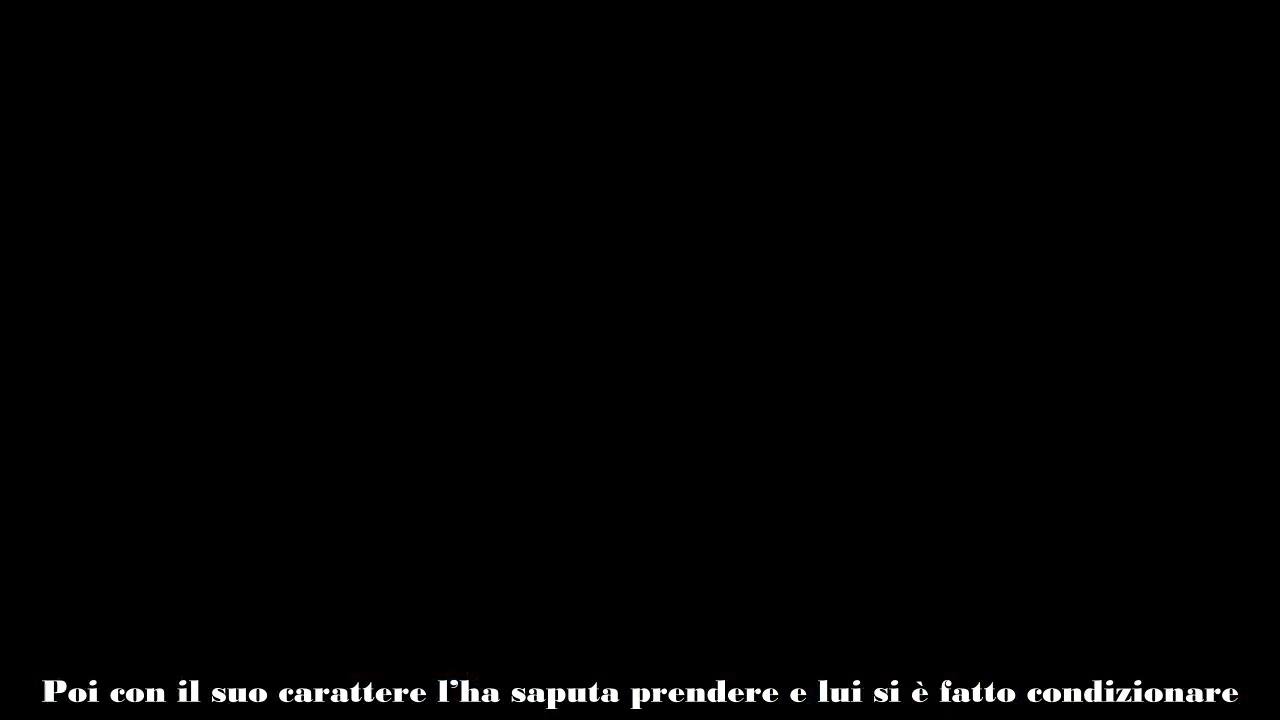 Poi con il suo carattere l’ha saputa prendere e lui si è fatto condizionare